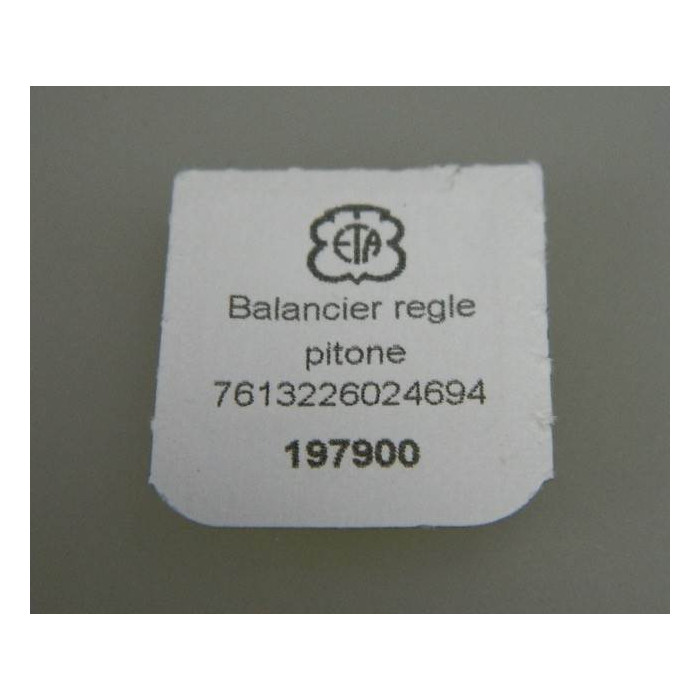 ETA
Balancier regle
pitone
7613226024694
197900